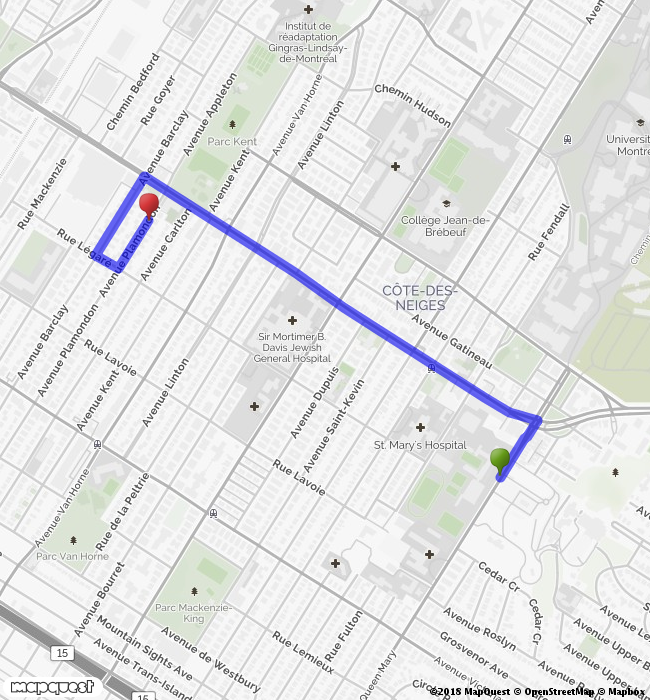 Institut de
réadaptation
Gingras-Lindsay-
de-Montréal
Chemin Bedford
Rue Goyer
Avenue Appleton
Avenue Van-Horne
Avenue Linton
Chemin Hudson
Avenue Barclay
Parc Kent
Avenue Kent
Universit
Montré
Rue Mackenzie
Collège Jean-de-
Brébeuf
Rue Fendall
Chemin
Rue Légaré
Avenue Plamondon
Avenue Carlton
CÔTE-DES-
NEIGES
Avenue Gatineau
Avenue Barclay
Avenue Plamondon
Rue Lavoie
Sir Mortimer B.
Davis Jewish
General Hospital
Avenue Kent
Avenue Linton
Avenue Dupuis
Avenue Saint-Kevin
St. Mary's Hospital
Rue Lavoie
Avenue Van-Horne
Rue de la Peltrie
Parc Van Horne
Avenue Bourret
Parc Mackenzie-
King
Cedar Cr
Cedar Cr
Avenue Roslyn
Grosvenor Ave
Avenue Upper B
Mountain Sights Ave
Avenue Trans-Island
Avenue de Westbury
Rue Lemieux
Rue Fulton
Queen Mary
15
15
mapquest
©2018 MapQuest © OpenStreetMap © Mapbox